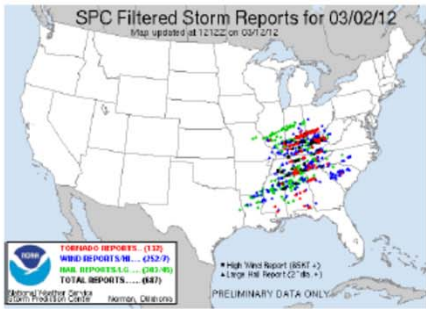 SPC Filtered Storm Reports for 03/02/12
Map updated at 1212Z on 03/12/12
TORNADO REPORTS.. (132)
WIND REPORTS/HI.... (252/7)
HAIL REPORTS/LG.... (303/45)
TOTAL REPORTS...... (687)
National Weather Service
Storm Prediction Center Norman, Oklahoma
High Wind Report (65KT +)
Large Hail Report (2" dia. +)
PRELIMINARY DATA ONLY